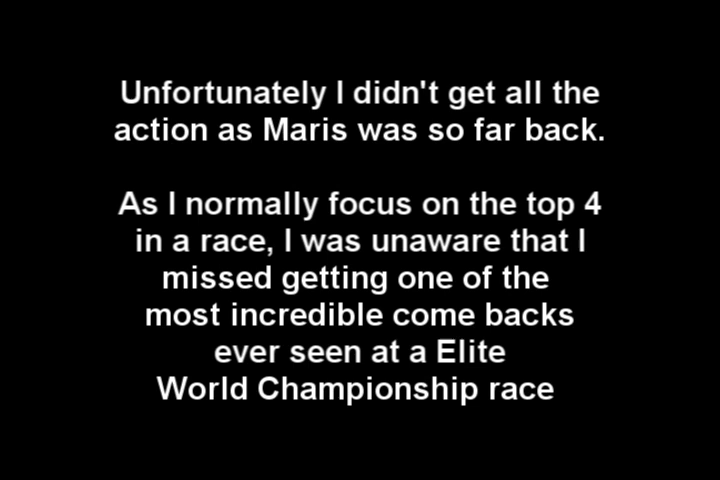 Unfortunately I didn't get all the
action as Maris was so far back.
As I normally focus on the top 4
in a race, I was unaware that I
missed getting one of the
most incredible come backs
ever seen at a Elite
World Championship race